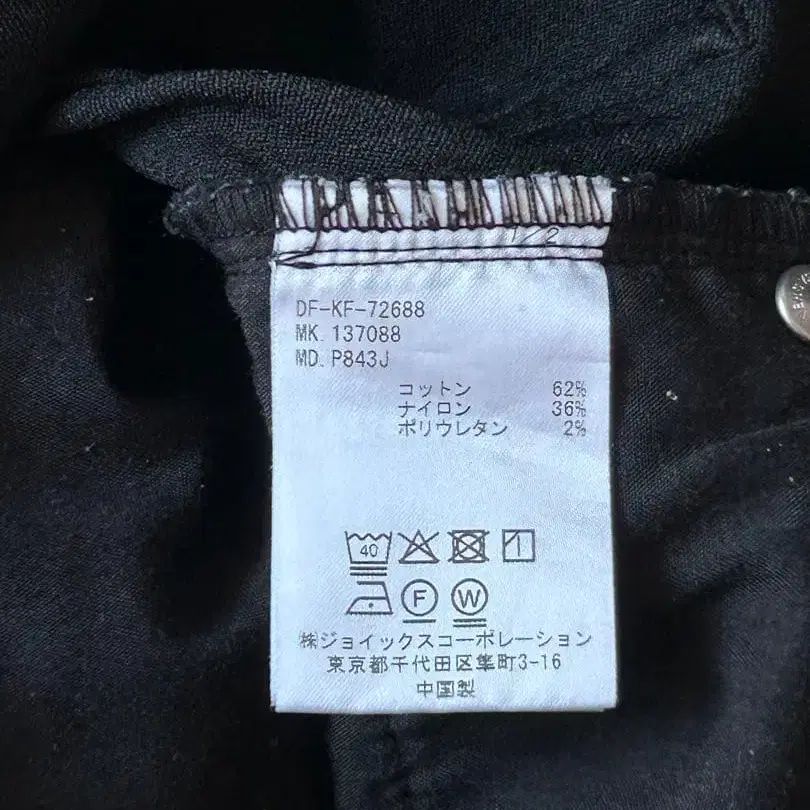 1/2
DF-KF-72688
MK. 137088
MD. P843J
コットン 62%
ナイロン 36%
ポリウレタン 2%
40
F W
㈱ジョイックスコーポレーション
東京都千代田区隼町3-16
中国製